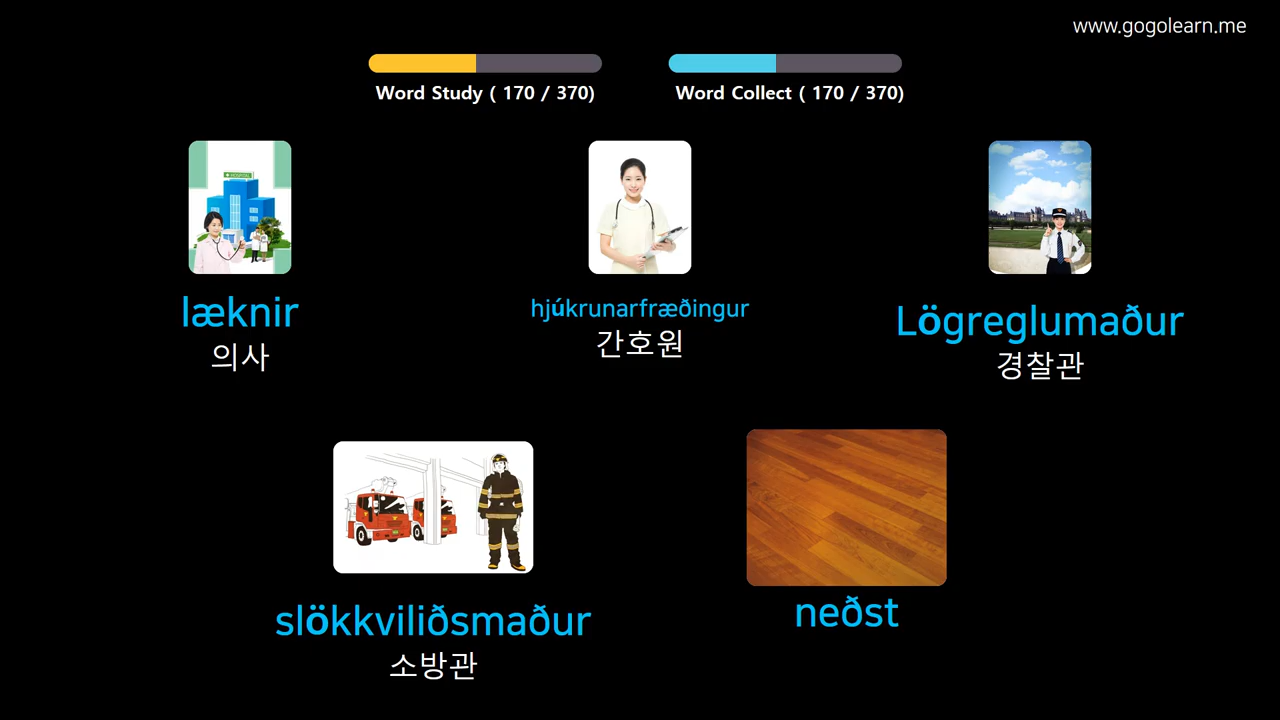 www.gogolearn.me
Word Study ( 170 / 370)
Word Collect ( 170 / 370)
HOSPITAL
læknir
의사
hjúkrunarfræðingur
간호원
Lögreglumaður
경찰관
slökkviliðsmaður
소방관
neðst